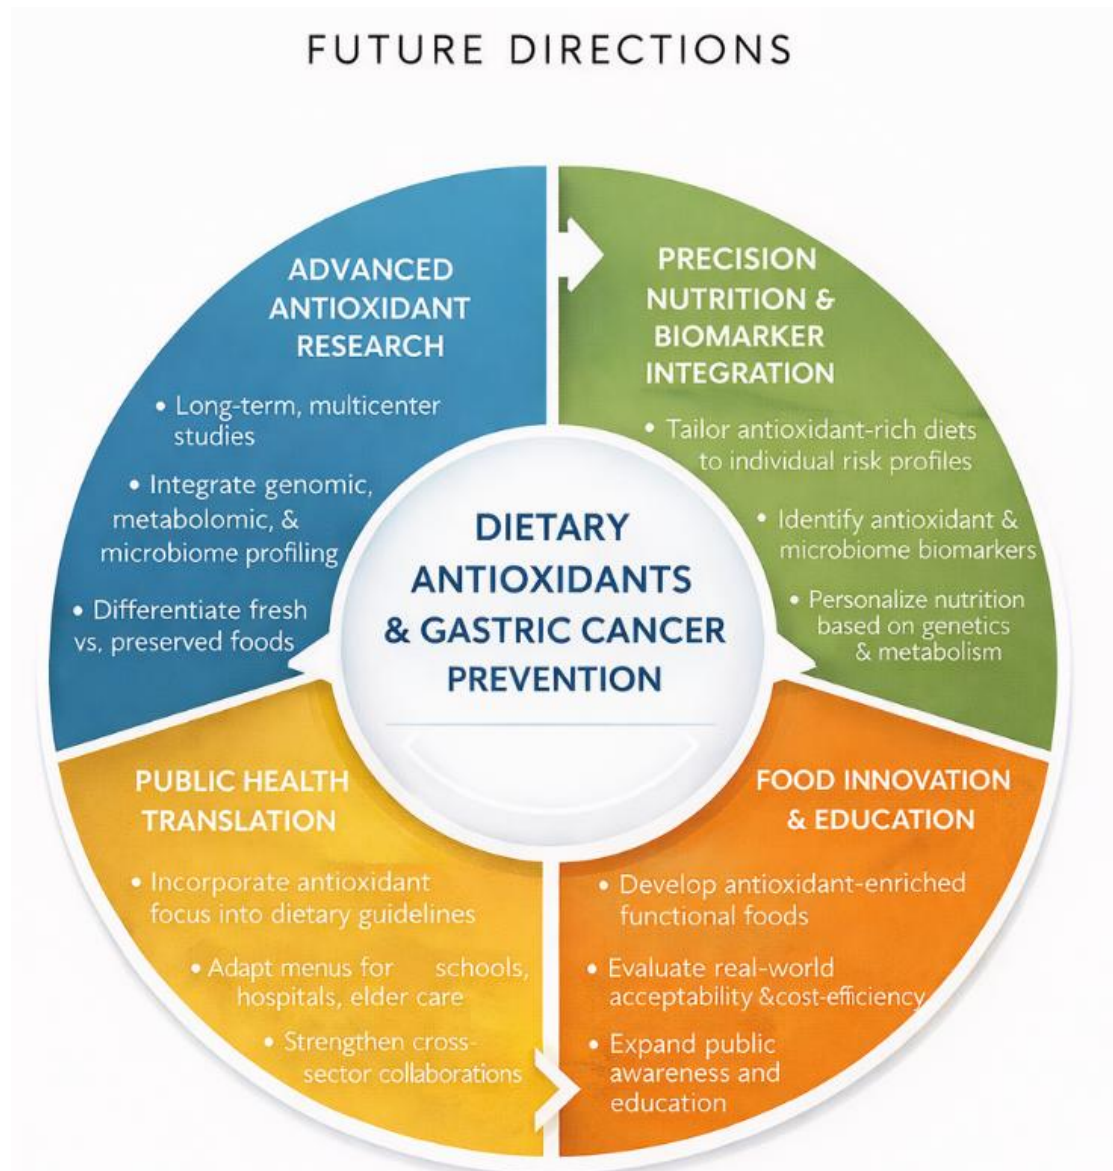 FUTURE DIRECTIONS
ADVANCED
ANTIOXIDANT
RESEARCH
• Long-term, multicenter
studies
• Integrate genomic,
metabolomic, &
microbiome profiling
• Differentiate fresh
vs. preserved foods
PRECISION
NUTRITION &
BIOMARKER
INTEGRATION
• Tailor antioxidant-rich diets
to individual risk profiles
• Identify antioxidant &
microbiome biomarkers
• Personalize nutrition
based on genetics
& metabolism
DIETARY
ANTIOXIDANTS
& GASTRIC CANCER
PREVENTION
PUBLIC HEALTH
TRANSLATION
• Incorporate antioxidant
focus into dietary guidelines
• Adapt menus for schools,
hospitals, elder care
• Strengthen cross-
sector collaborations
FOOD INNOVATION
& EDUCATION
• Develop antioxidant-enriched
functional foods
• Evaluate real-world
acceptability &cost-efficiency
• Expand public
awareness and
education